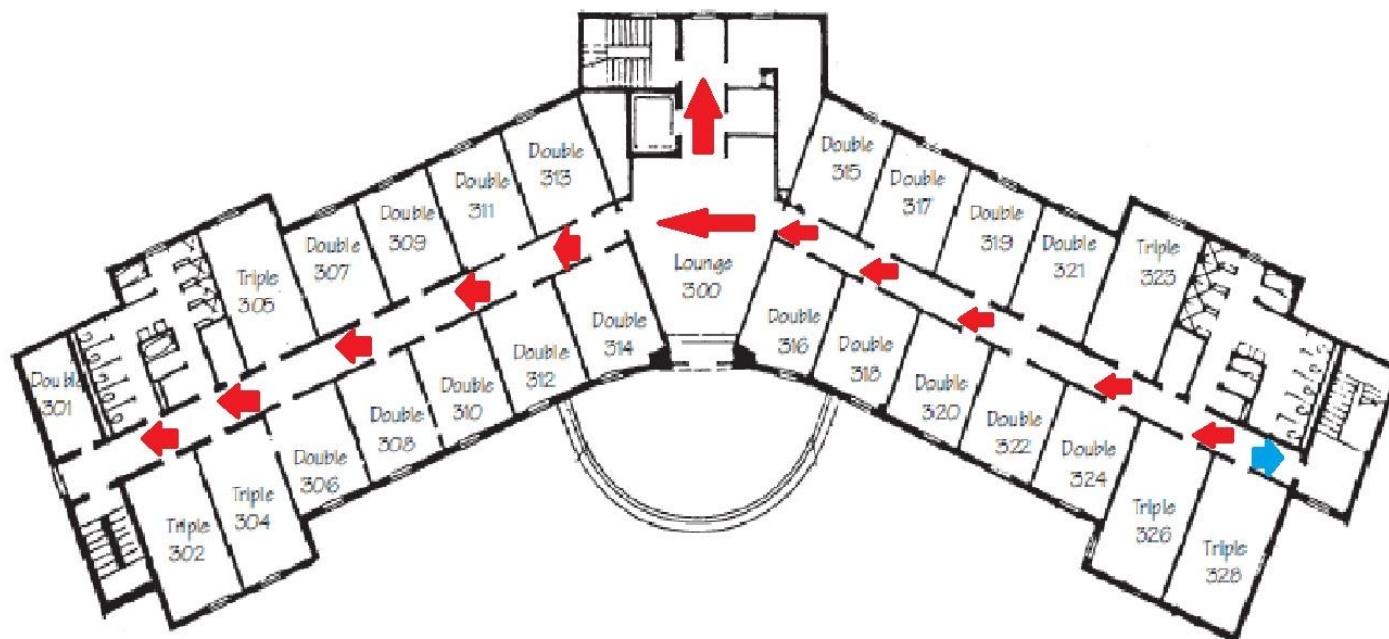 Double
301
Triple
302
Triple
304
Triple
305
Double
306
Double
307
Double
308
Double
309
Double
310
Double
311
Double
312
Double
313
Double
314
Lounge
300
Double
315
Double
316
Double
317
Double
318
Double
319
Double
320
Double
321
Double
322
Triple
323
Double
324
Triple
326
Triple
328